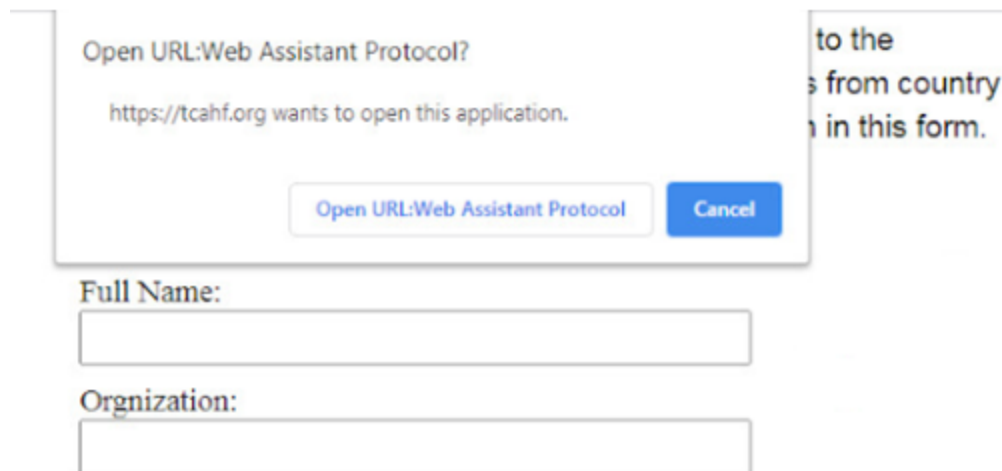 Open URL:Web Assistant Protocol?
https://tcahf.org wants to open this application.
Open URL:Web Assistant Protocol
Cancel
to the
from country
in this form.
Full Name:
Orgnization: